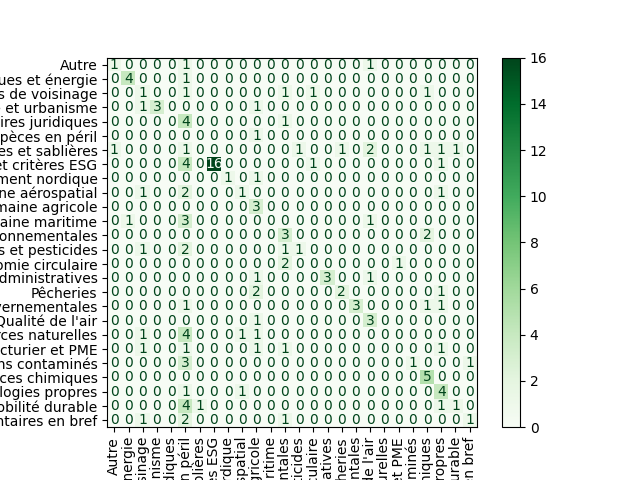 Autre 1 0 0 0 0 1 0 0 0 0 0 0 0 0 0 0 0 0 1 0 0 0 0 0 0 0
ues et énergie 0 4 0 0 0 1 0 0 0 0 0 0 0 0 0 0 0 0 0 0 0 0 0 0 0 0
s de voisinage 0 0 1 0 0 1 0 0 0 0 0 0 1 0 1 0 0 0 0 0 0 0 1 0 0 0
et urbanisme 0 0 1 3 0 0 0 0 0 0 1 0 0 0 0 0 0 0 0 0 0 0 0 0 0 0
ires juridiques 0 0 0 0 0 4 0 0 0 0 0 0 1 0 0 0 0 0 0 0 0 0 0 0 0 0
pèces en péril 0 0 0 0 0 0 0 0 0 0 1 0 0 0 0 0 0 0 0 0 0 0 0 0 0 0
es et sablières 1 0 0 0 0 1 0 0 0 0 0 0 1 0 0 0 1 0 2 0 0 0 1 1 1 0
et critères ESG 0 0 0 0 0 4 0 16 0 0 0 0 0 0 1 0 0 0 0 0 0 0 0 1 0 0
ment nordique 0 0 0 0 0 0 0 0 1 0 1 0 0 0 0 0 0 0 0 0 0 0 0 0 0 0
ne aérospatial 0 0 1 0 0 2 0 0 0 1 0 0 0 0 0 0 0 0 0 0 0 0 0 1 0 0
maine agricole 0 0 0 0 0 0 0 0 0 0 3 0 0 0 0 0 0 0 0 0 0 0 0 0 0 0
aine maritime 0 1 0 0 0 3 0 0 0 0 0 0 0 0 0 0 0 0 1 0 0 0 0 0 0 0
onnementales 0 0 0 0 0 0 0 0 0 0 0 0 3 0 0 0 0 0 0 0 0 0 2 0 0 0
s et pesticides 0 0 1 0 0 2 0 0 0 0 0 0 1 1 0 0 0 0 0 0 0 0 0 0 0 0
omie circulaire 0 0 0 0 0 0 0 0 0 0 0 0 2 0 0 0 0 0 0 0 1 0 0 0 0 0
dministratives 0 0 0 0 0 0 0 0 0 0 1 0 0 0 0 3 0 0 1 0 0 0 0 0 0 0
Pêcheries 0 0 0 0 0 0 0 0 0 0 2 0 0 0 0 0 2 0 0 0 0 0 0 1 0 0
vernementales 0 0 0 0 0 1 0 0 0 0 0 0 0 0 0 0 0 3 0 0 0 0 1 1 0 0
Qualité de l'air 0 0 0 0 0 0 0 0 0 0 1 0 0 0 0 0 0 0 3 0 0 0 0 0 0 0
rces naturelles 0 0 1 0 0 4 0 0 0 1 1 0 0 0 0 0 0 0 0 0 0 0 0 0 0 0
cturier et PME 0 0 1 0 0 1 0 0 0 0 1 0 1 0 0 0 0 0 0 0 0 0 0 1 0 0
ns contaminés 0 0 0 0 0 3 0 0 0 0 0 0 0 0 0 0 0 0 0 0 0 1 0 0 0 1
ces chimiques 0 0 0 0 0 0 0 0 0 0 0 0 0 0 0 0 0 0 0 0 0 0 5 0 0 0
logies propres 0 0 0 0 0 1 0 0 0 1 0 0 0 0 0 0 0 0 0 0 0 0 0 4 0 0
obilité durable 0 0 0 0 0 4 1 0 0 0 0 0 0 0 0 0 0 0 0 0 0 0 0 1 1 0
ntaires en bref 0 0 1 0 0 2 0 0 0 0 0 0 1 0 0 0 0 0 0 0 0 0 0 0 0 1
Autre
nergie
sinage
nisme
diques
n péril
olières
es ESG
rdique
spatial
gricole
ritime
ntales
ticides
culaire
atives
heries
ntales
e l'air
urelles
et PME
minés
miques
ropres
urable
n bref
16
14
12
10
8
6
4
2
0